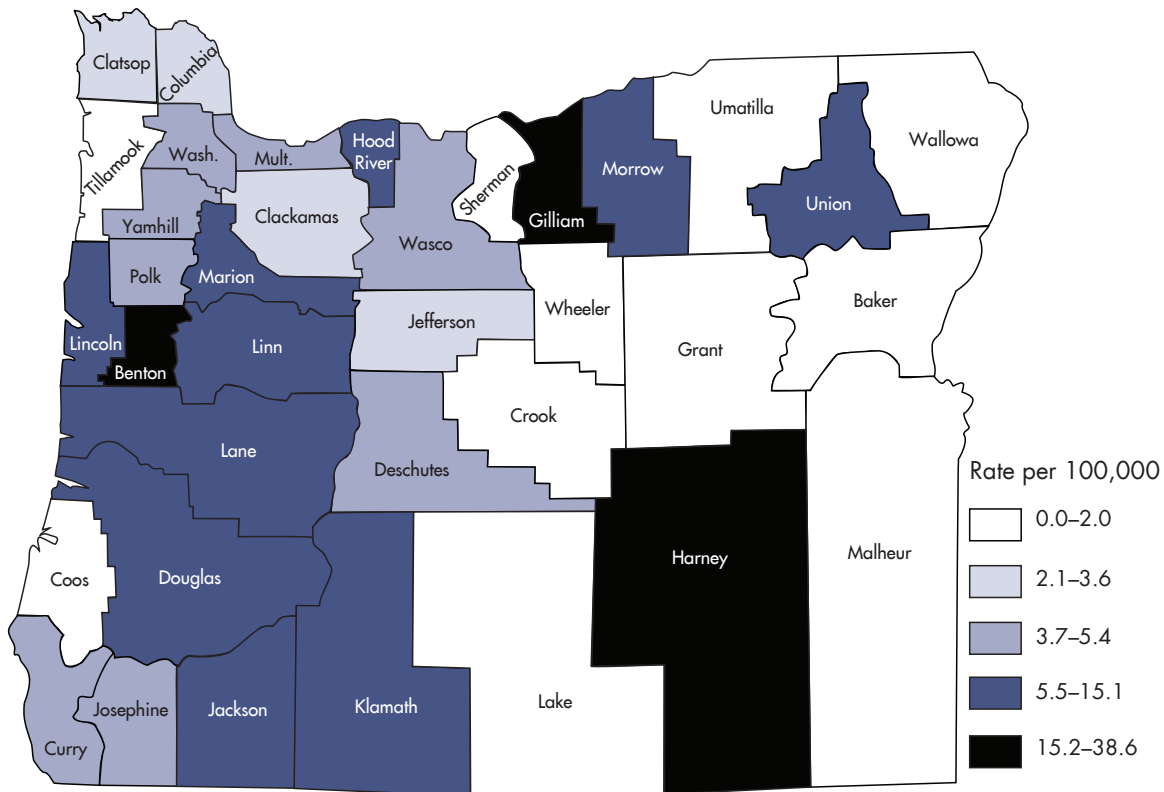 Clatsop
Columbia
Tillamook
Wash.
Mult.
Hood
River
Sherman
Gilliam
Morrow
Umatilla
Union
Wallowa
Yamhill
Clackamas
Wasco
Polk
Marion
Lincoln
Benton
Linn
Jefferson
Wheeler
Grant
Baker
Crook
Lane
Deschutes
Coos
Douglas
Harney
Malheur
Curry
Josephine
Jackson
Klamath
Lake
Rate per 100,000
0.0–2.0
2.1–3.6
3.7–5.4
5.5–15.1
15.2–38.6